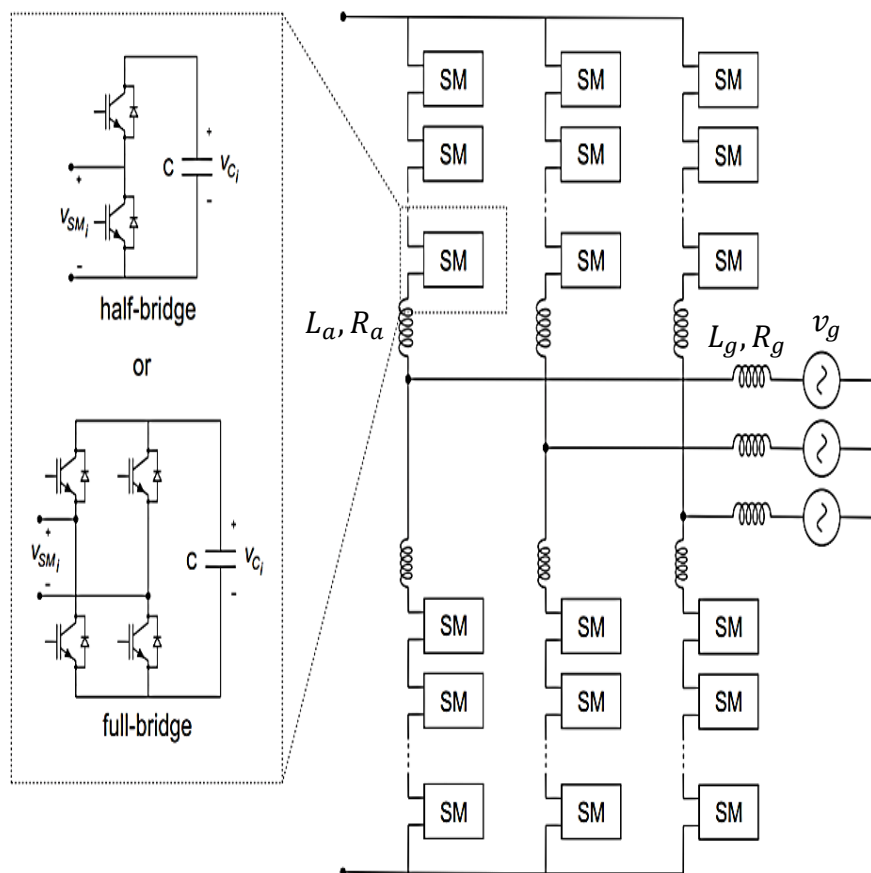 SM SM SM
+
C v_{C_i}
SM SM SM
+
v_{SM_i}
-
-
SM SM SM
half-bridge
L_a, R_a
L_g, R_g
v_g
or
+
+
v_{SM_i}
C v_{C_i}
-
-
SM SM SM
full-bridge
SM SM SM
SM SM SM